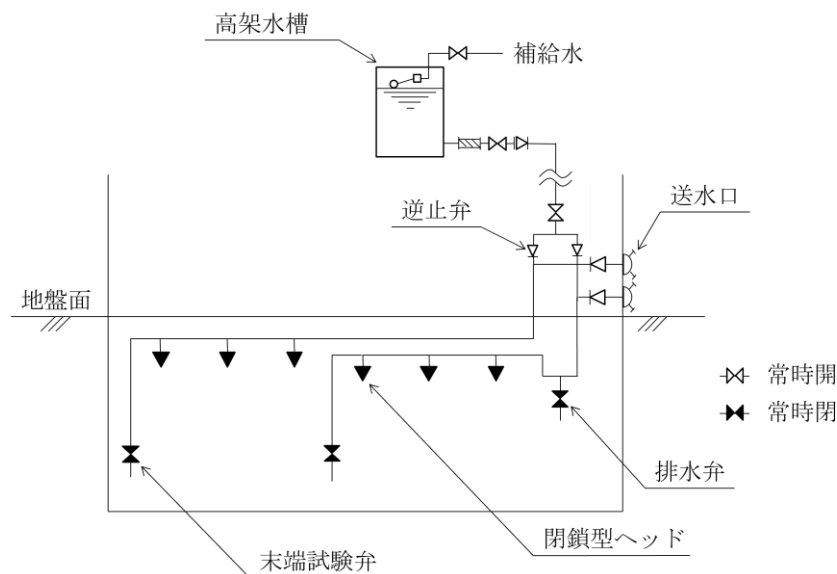 高架水槽
補給水
送水口
逆止弁
地盤面
常時開
常時閉
排水弁
閉鎖型ヘッド
末端試験弁